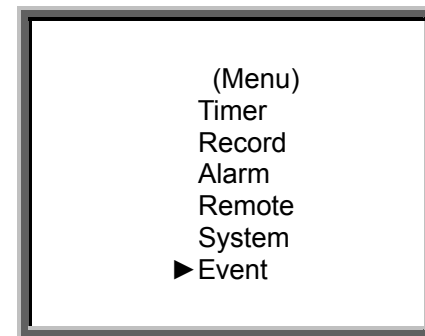 (Menu)
Timer
Record
Alarm
Remote
System
►Event